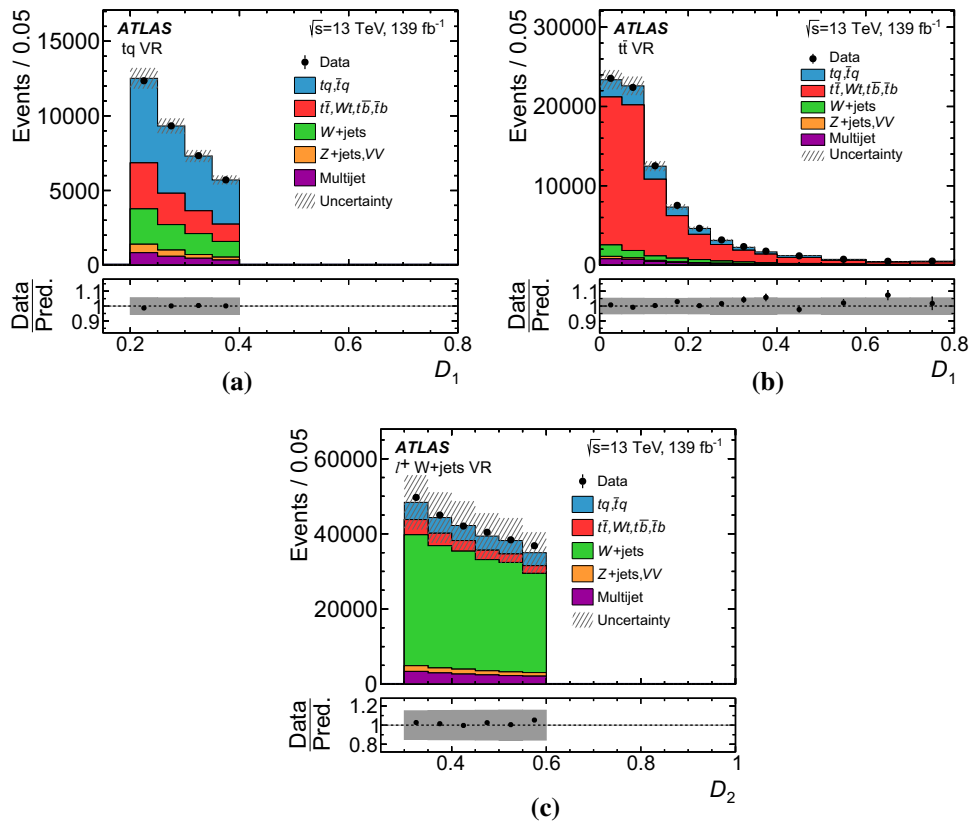 ATLAS
√s=13 TeV, 139 fb⁻¹
tq VR
Data
tq,t̄q
tt̄,Wt,tb̄,t̄b
W+jets
Z+jets,VV
Multijet
Uncertainty
Events / 0.05
15000
10000
5000
0
Data
Pred.
1.1
0.9
0.2
0.4
0.6
0.8
D₁
(a)
ATLAS
√s=13 TeV, 139 fb⁻¹
tt̄ VR
Data
tq,t̄q
tt̄,Wt,tb̄,t̄b
W+jets
Z+jets,VV
Multijet
Uncertainty
Events / 0.05
30000
20000
10000
0
Data
Pred.
1.1
0.9
0
0.2
0.4
0.6
0.8
D₁
(b)
ATLAS
√s=13 TeV, 139 fb⁻¹
l⁺ W+jets VR
Data
tq,t̄q
tt̄,Wt,tb̄,t̄b
W+jets
Z+jets,VV
Multijet
Uncertainty
Events / 0.05
60000
40000
20000
0
Data
Pred.
1.2
1
0.8
0.4
0.6
0.8
1
D₂
(c)